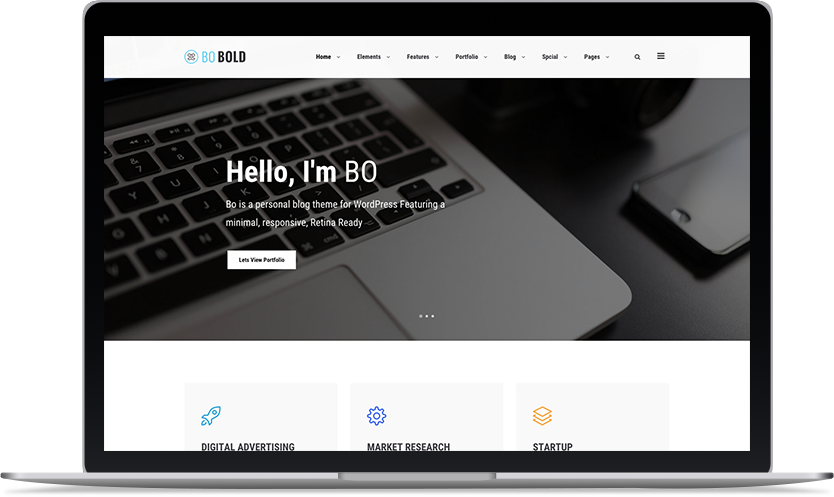 BO BOLD
Home Elements Features Portfolio Blog Spcial Pages
Hello, I'm BO
Bo is a personal blog theme for WordPress Featuring a
minimal, responsive, Retina Ready
Lets View Portfolio
DIGITAL ADVERTISING MARKET RESEARCH STARTUP